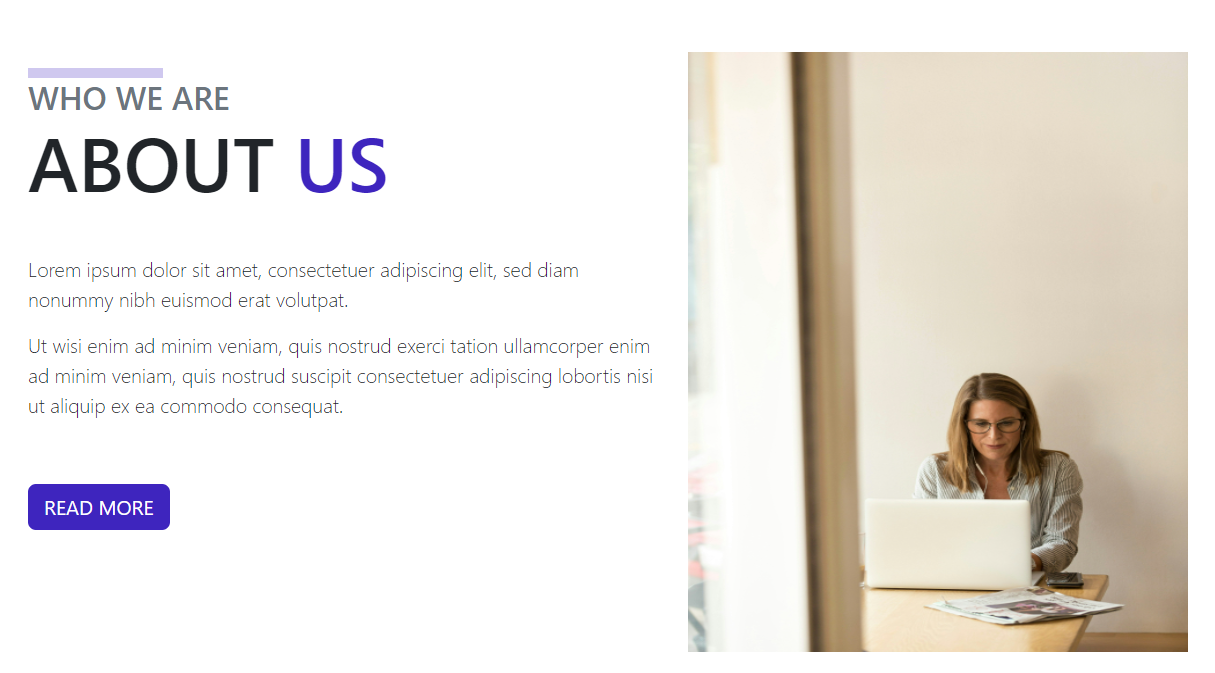 WHO WE ARE
ABOUT US
Lorem ipsum dolor sit amet, consectetuer adipiscing elit, sed diam
nonummy nibh euismod erat volutpat.
Ut wisi enim ad minim veniam, quis nostrud exerci tation ullamcorper enim
ad minim veniam, quis nostrud suscipit consectetuer adipiscing lobortis nisi
ut aliquip ex ea commodo consequat.
READ MORE